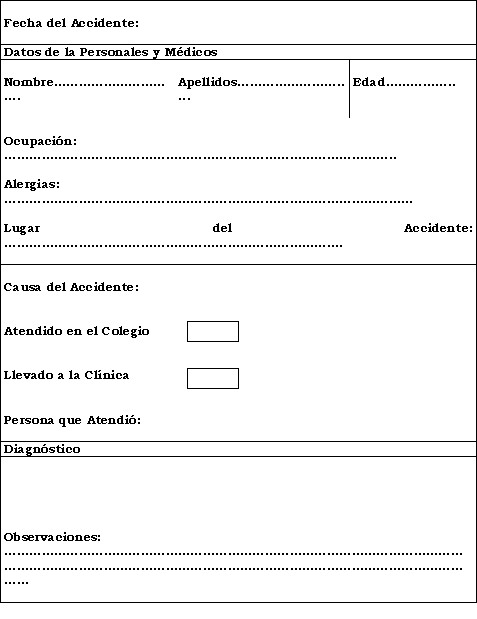 Fecha del Accidente:
Datos de la Personales y Médicos
Nombre........................... Apellidos.......................... Edad.................
.... ...
Ocupación:
................................................................................................
Alergias:
....................................................................................................
Lugar del Accidente:
...................................................................................
Causa del Accidente:
Atendido en el Colegio
Llevado a la Clínica
Persona que Atendió:
Diagnóstico
Observaciones:
................................................................................................................
................................................................................................................
......